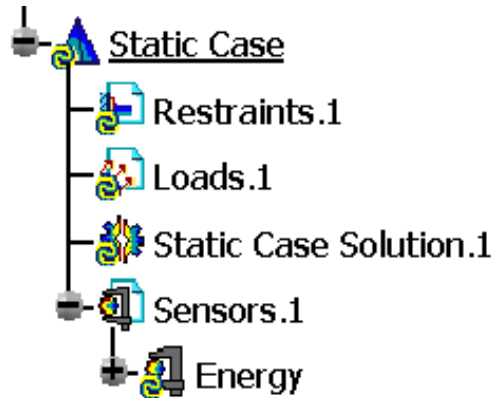 Static Case
Restraints.1
Loads.1
Static Case Solution.1
Sensors.1
Energy